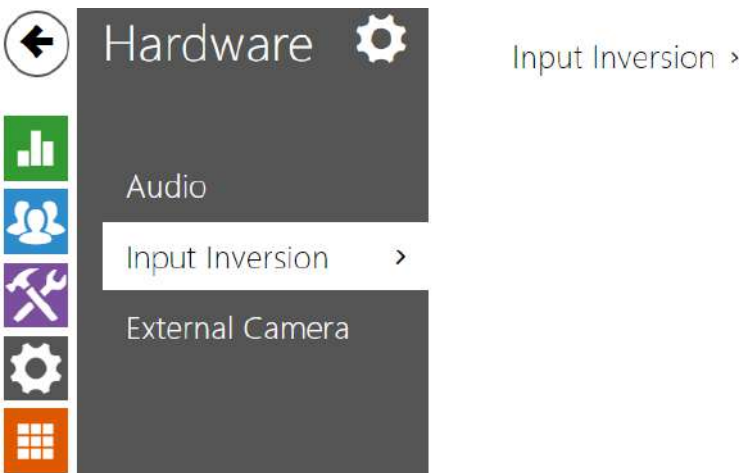 Hardware
Audio
Input Inversion
External Camera
Input Inversion